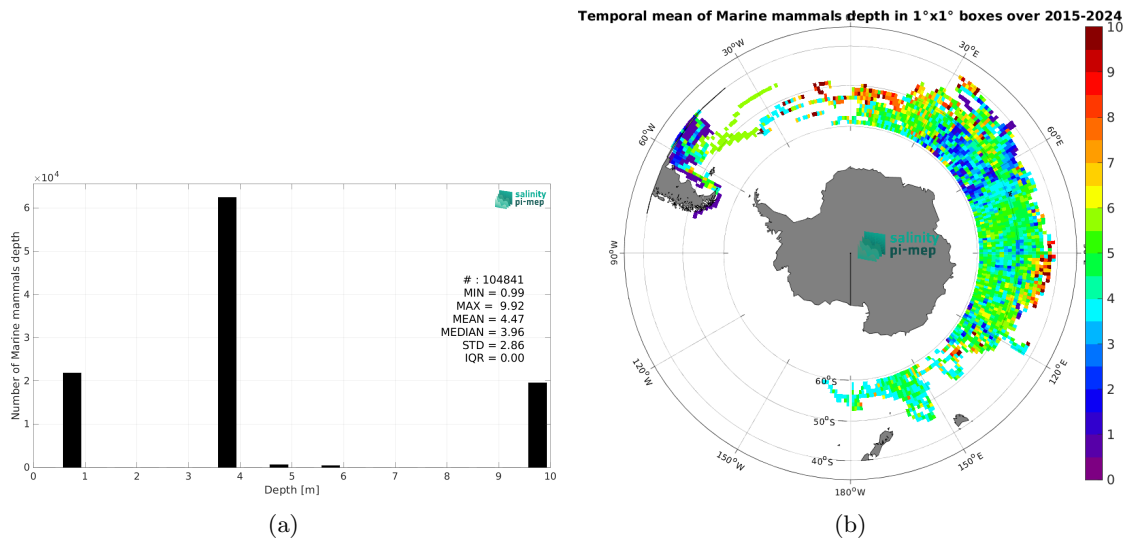 Temporal mean of Marine mammals depth in 1°x1° boxes over 2015-2024
×10⁴
6
5
4
3
2
1
0
Number of Marine mammals depth
salinity
pi-mep
# : 104841
MIN = 0.99
MAX = 9.92
MEAN = 4.47
MEDIAN = 3.96
STD = 2.86
IQR = 0.00
0 1 2 3 4 5 6 7 8 9 10
Depth [m]
(a)
30°W
30°E
60°W
60°E
90°W
120°W
120°E
150°W
150°E
180°W
60°S
50°S
40°S
salinity
pi-mep
10
9
8
7
6
5
4
3
2
1
0
(b)